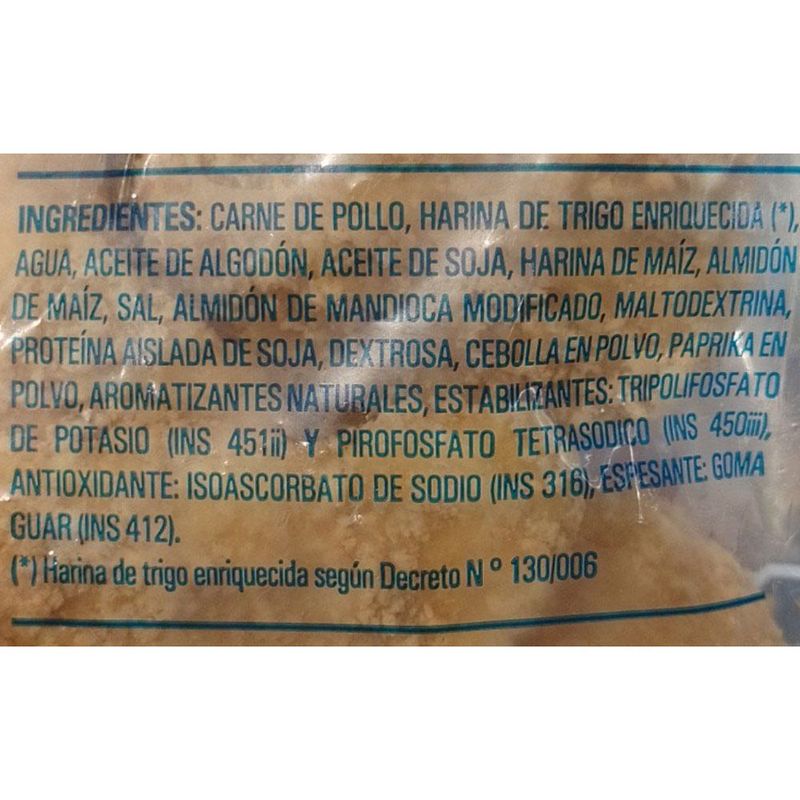 INGREDIENTES: CARNE DE POLLO, HARINA DE TRIGO ENRIQUECIDA (*),
AGUA, ACEITE DE ALGODÓN, ACEITE DE SOJA, HARINA DE MAÍZ, ALMIDÓN
DE MAÍZ, SAL, ALMIDÓN DE MANDIOCA MODIFICADO, MALTODEXTRINA,
PROTEÍNA AISLADA DE SOJA, DEXTROSA, CEBOLLA EN POLVO, PAPRIKA EN
POLVO, AROMATIZANTES NATURALES, ESTABILIZANTES: TRIPOLIFOSFATO
DE POTASIO (INS 451ii) Y PIROFOSFATO TETRASODICO (INS 450iii),
ANTIOXIDANTE: ISOASCORBATO DE SODIO (INS 316), ESPESANTE: GOMA
GUAR (INS 412).
(*) Harina de trigo enriquecida según Decreto N º 130/006